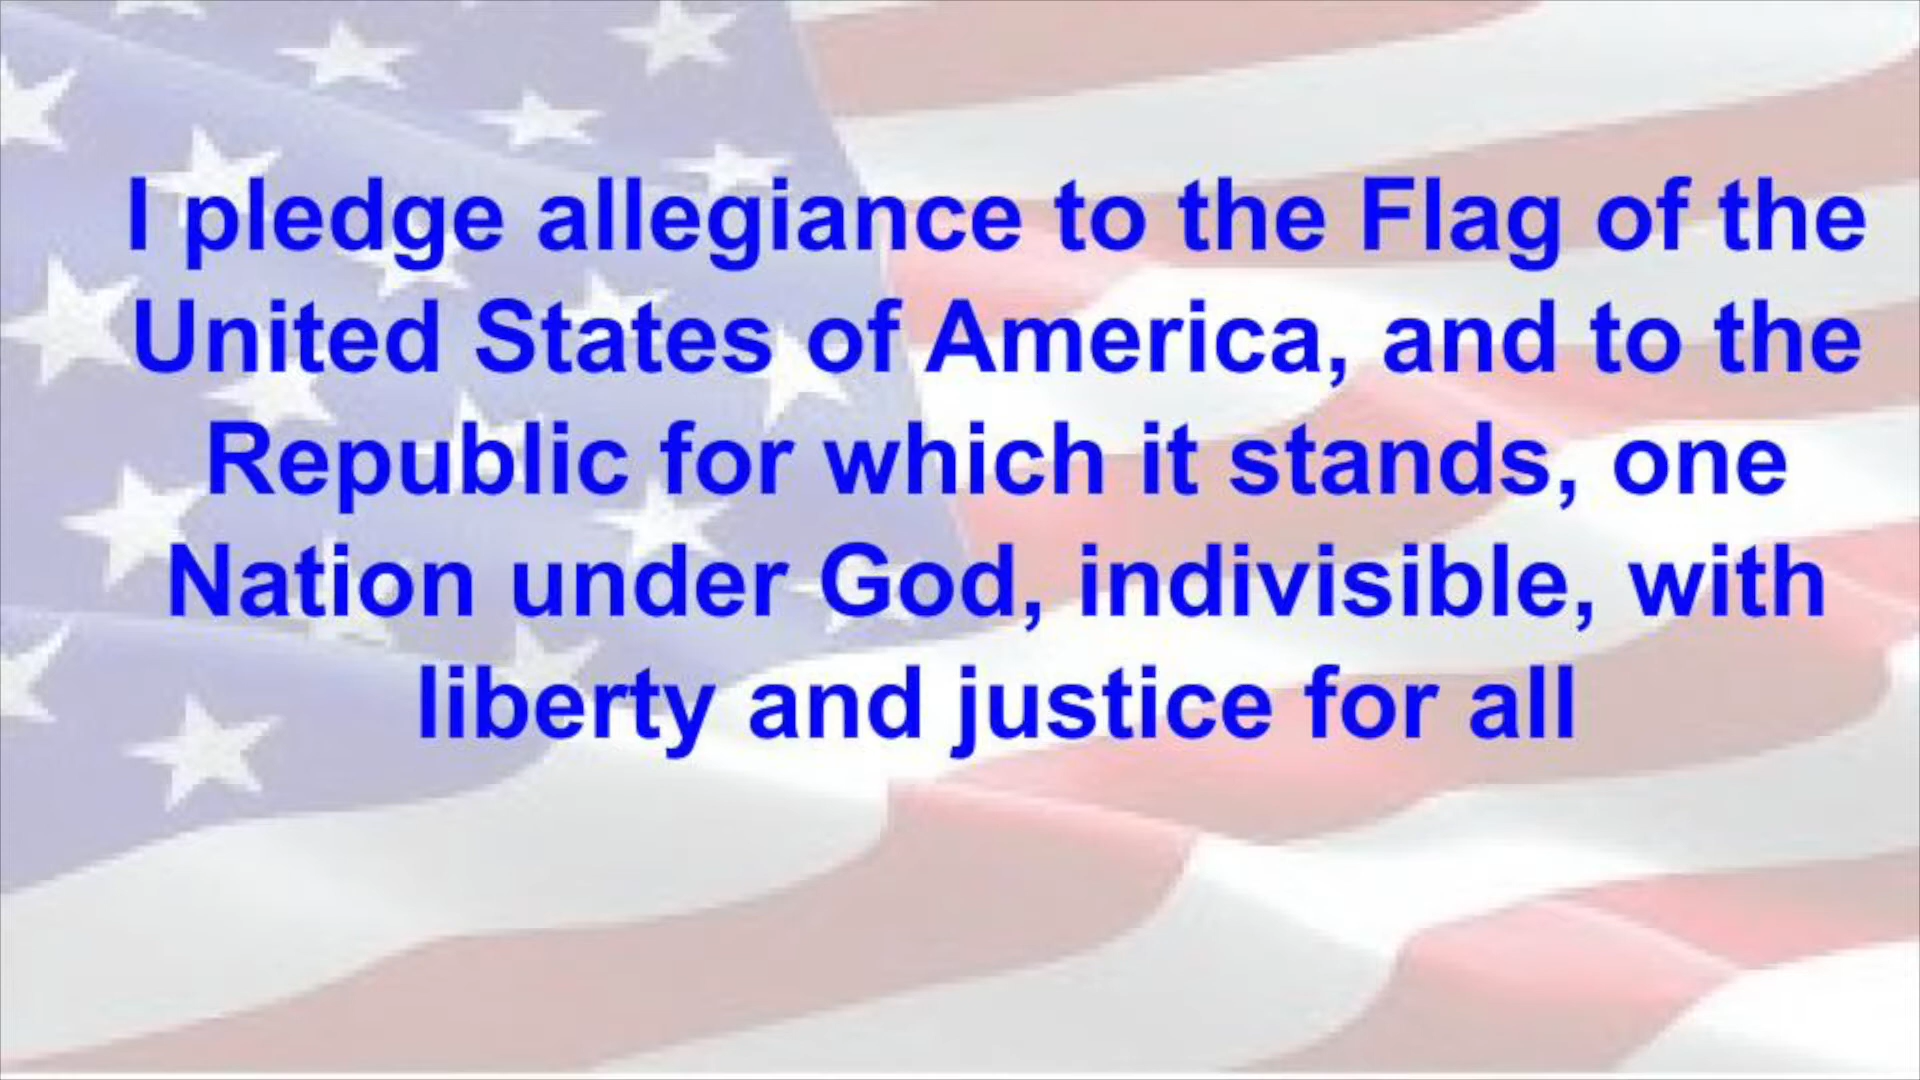 I pledge allegiance to the Flag of the
United States of America, and to the
Republic for which it stands, one
Nation under God, indivisible, with
liberty and justice for all